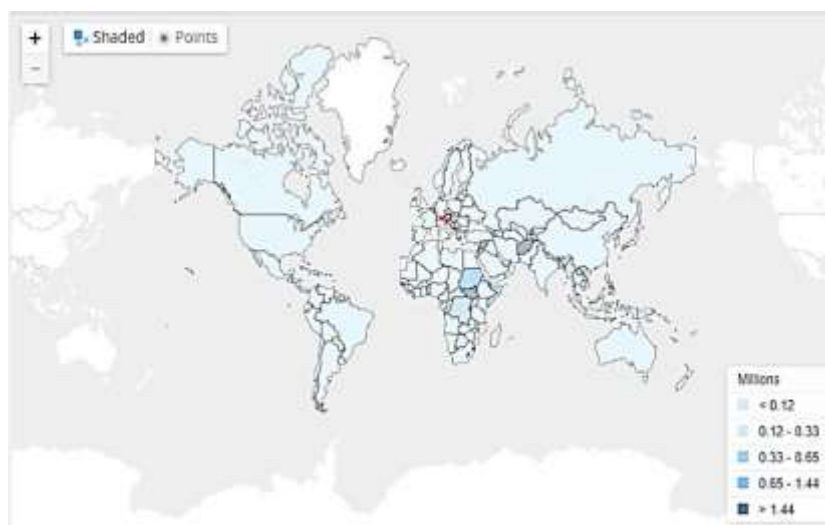 +
Shaded Points
−
Millions
< 0.12
0.12 - 0.33
0.33 - 0.65
0.65 - 1.44
> 1.44